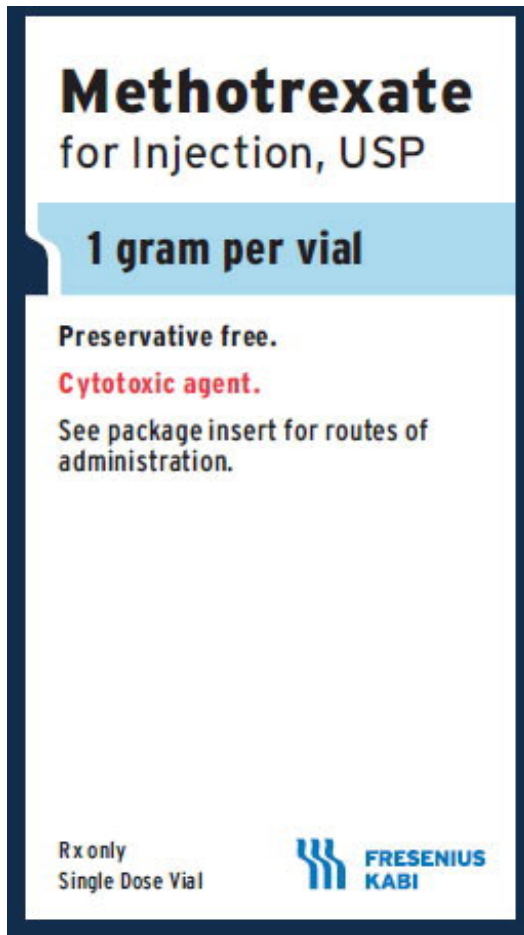 Methotrexate
for Injection, USP
1 gram per vial
Preservative free.
Cytotoxic agent.
See package insert for routes of
administration.
Rx only
Single Dose Vial
FRESENIUS
KABI